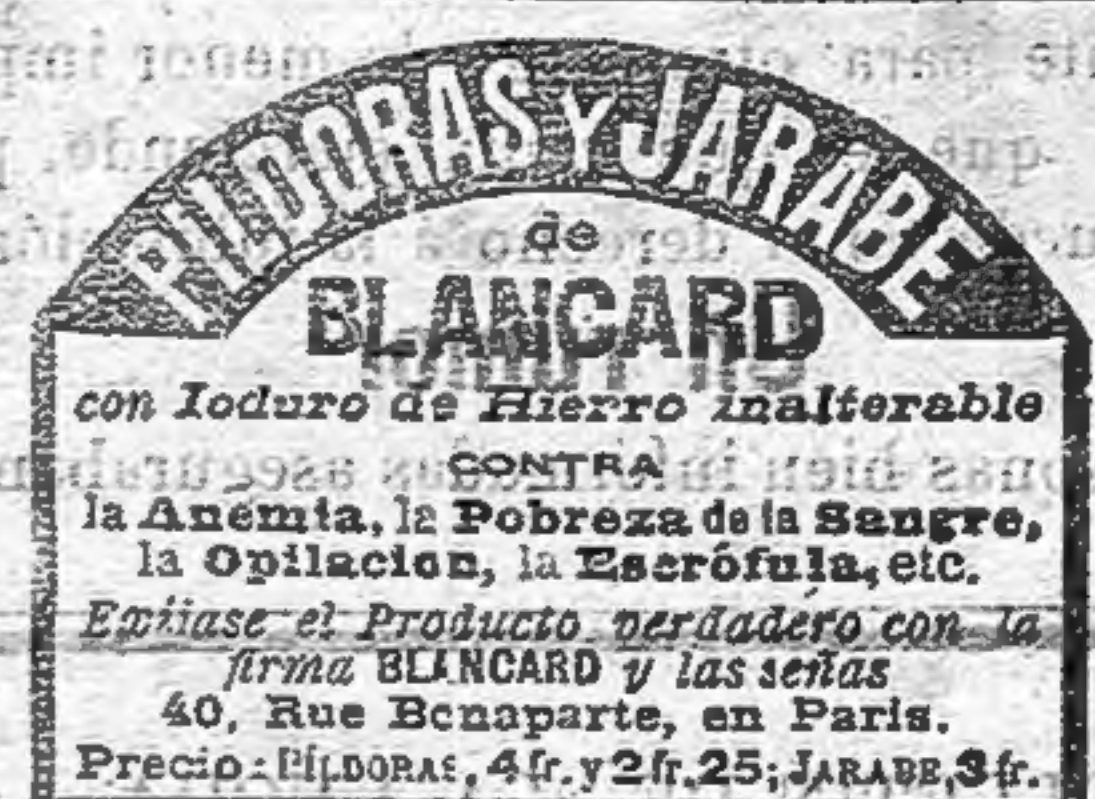 PILDORAS Y JARABE
de
BLANCARD
con Ioduro de Hierro inalterable
CONTRA
la Anemia, la Pobreza de la Sangre,
la Opilacion, la Escrófula, etc.
Exijase el Producto verdadero con la
firma BLANCARD y las señas
40, Rue Bonaparte, en Paris.
Precio: PÍLDORAS, 4 fr. y 2 fr. 25; JARABE, 3 fr.